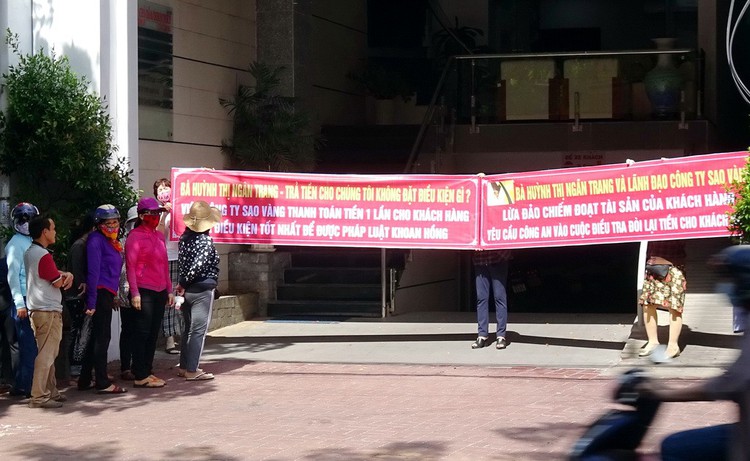 BÀ HUỲNH THỊ NGÂN TRANG - TRẢ TIỀN CHO CHÚNG TÔI KHÔNG ĐẶT ĐIỀU KIỆN GÌ ?
TY SAO VÀNG THANH TOÁN TIỀN 1 LẦN CHO KHÁCH HÀNG
ĐIỀU KIỆN TỐT NHẤT ĐỂ ĐƯỢC PHÁP LUẬT KHOAN HỒNG
BÀ HUỲNH THỊ NGÂN TRANG VÀ LÃNH ĐẠO CÔNG TY SAO VÀNG
LỪA ĐẢO CHIẾM ĐOẠT TÀI SẢN CỦA KHÁCH HÀNG
YÊU CẦU CÔNG AN VÀO CUỘC ĐIỀU TRA ĐÒI LẠI TIỀN CHO KHÁCH